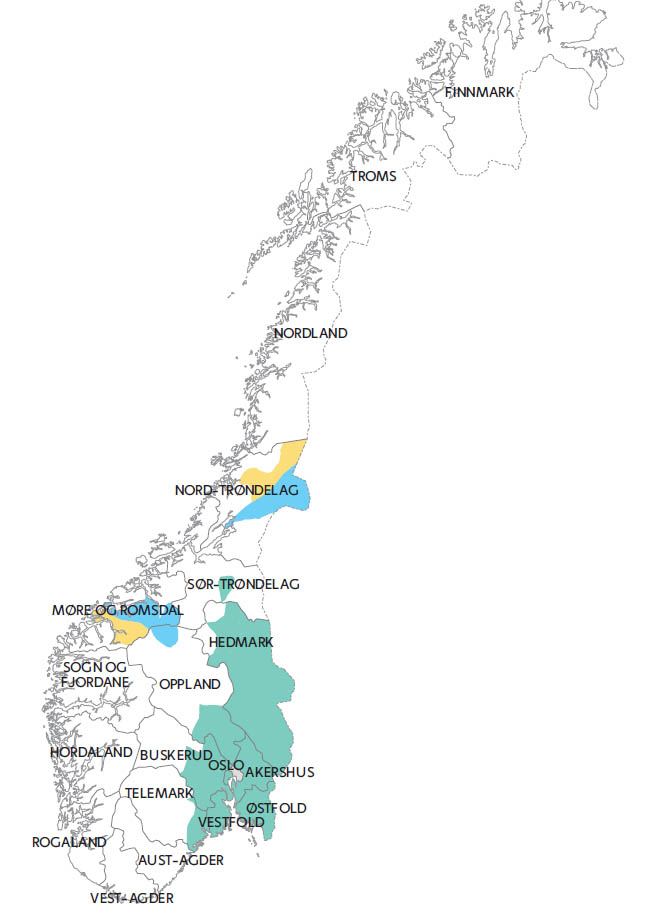 FINNMARK
TROMS
NORDLAND
NORD-TRØNDELAG
SØR-TRØNDELAG
MØRE OG ROMSDAL
HEDMARK
SOGN OG
FJORDANE
OPPLAND
HORDALAND
BUSKERUD
OSLO
AKERSHUS
TELEMARK
ØSTFOLD
VESTFOLD
ROGALAND
AUST-AGDER
VEST-AGDER